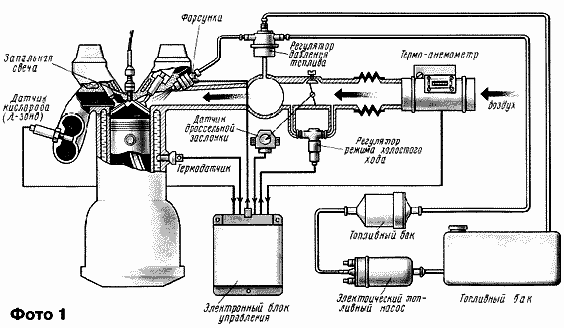 Форсунки
Запальная
свеча
Регулятор
давления
топлива
Термо-анемометр
Датчик
кислорода
(λ-зонд)
воздух
Датчик
дроссельной
заслонки
Регулятор
режима холостого
хода
Термодатчик
Топливный бак
Электронный блок
управления
Электрический топ-
ливный насос
Топливный бак
Фото 1